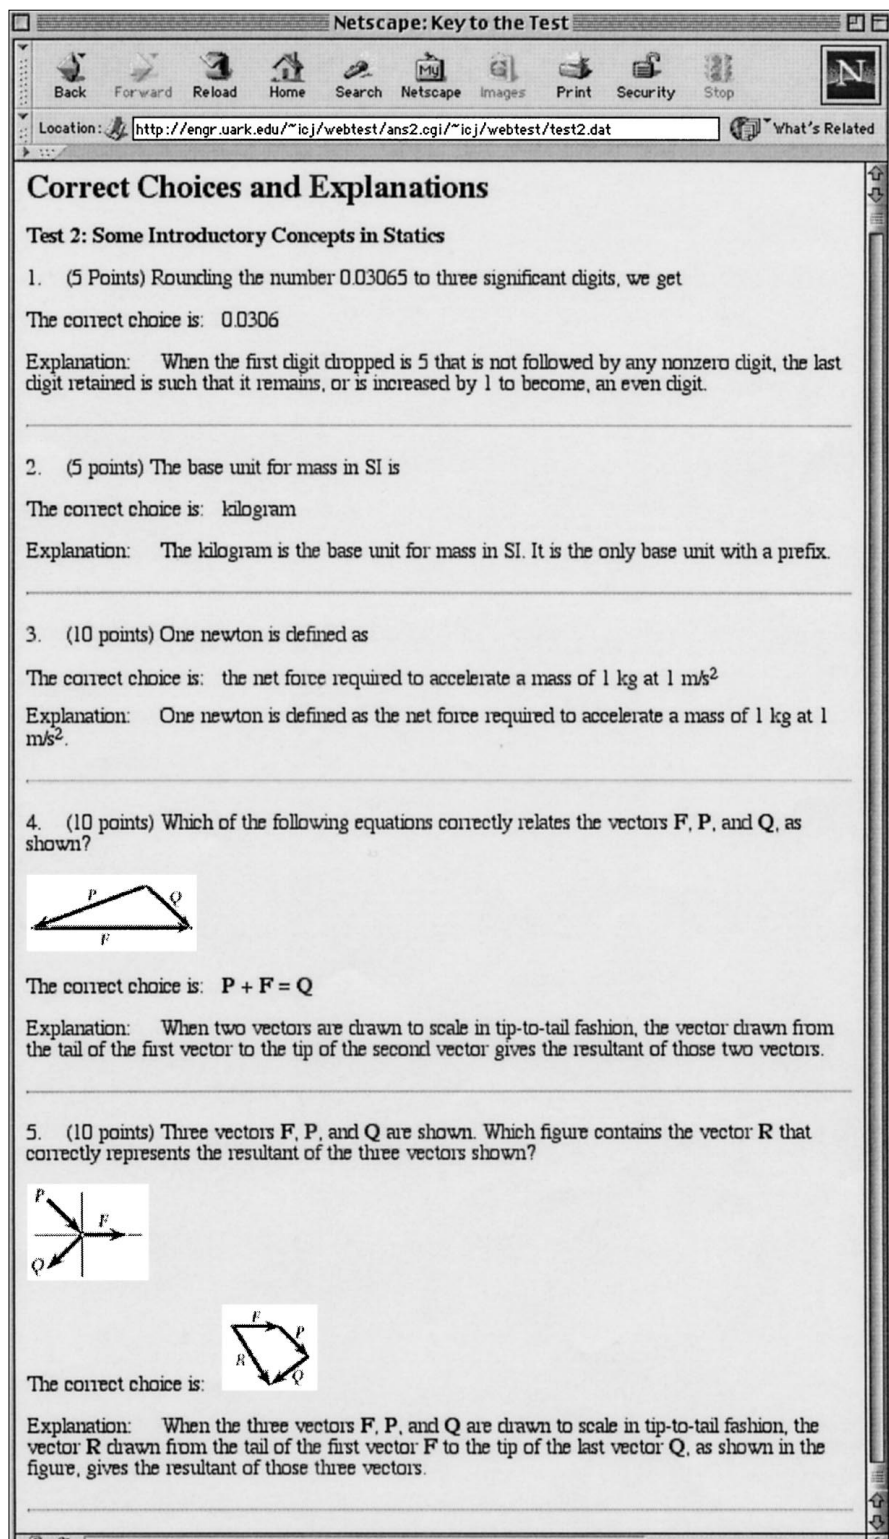 Netscape: Key to the Test
Back Forward Reload Home Search Netscape Images Print Security Stop
My
N
Location: http://engr.uark.edu/~icj/webtest/ans2.cgi/~icj/webtest/test2.dat What's Related
Correct Choices and Explanations
Test 2: Some Introductory Concepts in Statics
1. (5 Points) Rounding the number 0.03065 to three significant digits, we get
The correct choice is: 0.0306
Explanation: When the first digit dropped is 5 that is not followed by any nonzero digit, the last
digit retained is such that it remains, or is increased by 1 to become, an even digit.
2. (5 points) The base unit for mass in SI is
The correct choice is: kilogram
Explanation: The kilogram is the base unit for mass in SI. It is the only base unit with a prefix.
3. (10 points) One newton is defined as
The correct choice is: the net force required to accelerate a mass of 1 kg at 1 m/s²
Explanation: One newton is defined as the net force required to accelerate a mass of 1 kg at 1
m/s².
4. (10 points) Which of the following equations correctly relates the vectors F, P, and Q, as
shown?
P Q
F
The correct choice is: P + F = Q
Explanation: When two vectors are drawn to scale in tip-to-tail fashion, the vector drawn from
the tail of the first vector to the tip of the second vector gives the resultant of those two vectors.
5. (10 points) Three vectors F, P, and Q are shown. Which figure contains the vector R that
correctly represents the resultant of the three vectors shown?
P
F
Q
F
P
R
Q
The correct choice is:
Explanation: When the three vectors F, P, and Q are drawn to scale in tip-to-tail fashion, the
vector R drawn from the tail of the first vector F to the tip of the last vector Q, as shown in the
figure, gives the resultant of those three vectors.